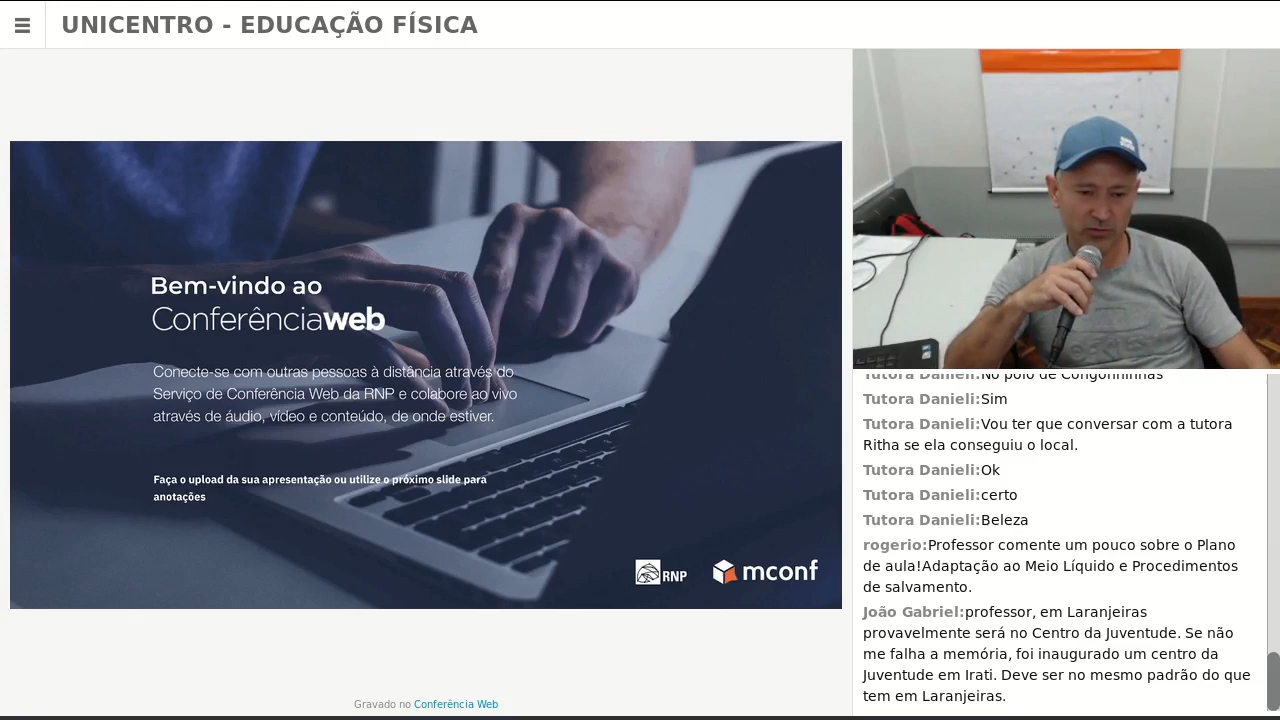 UNICENTRO - EDUCAÇÃO FÍSICA
Bem-vindo ao
Conferênciaweb
Conecte-se com outras pessoas à distância através do
Serviço de Conferência Web da RNP e colabore ao vivo
através de áudio, vídeo e conteúdo, de onde estiver.
Faça o upload da sua apresentação ou utilize o próximo slide para
anotações
RNP
mconf
Gravado no Conferência Web
Tutora Danieli:No polo de Congonhinhas
Tutora Danieli:Sim
Tutora Danieli:Vou ter que conversar com a tutora
Ritha se ela conseguiu o local.
Tutora Danieli:Ok
Tutora Danieli:certo
Tutora Danieli:Beleza
rogerio:Professor comente um pouco sobre o Plano
de aula!Adaptação ao Meio Líquido e Procedimentos
de salvamento.
João Gabriel:professor, em Laranjeiras
provavelmente será no Centro da Juventude. Se não
me falha a memória, foi inaugurado um centro da
Juventude em Irati. Deve ser no mesmo padrão do que
tem em Laranjeiras.